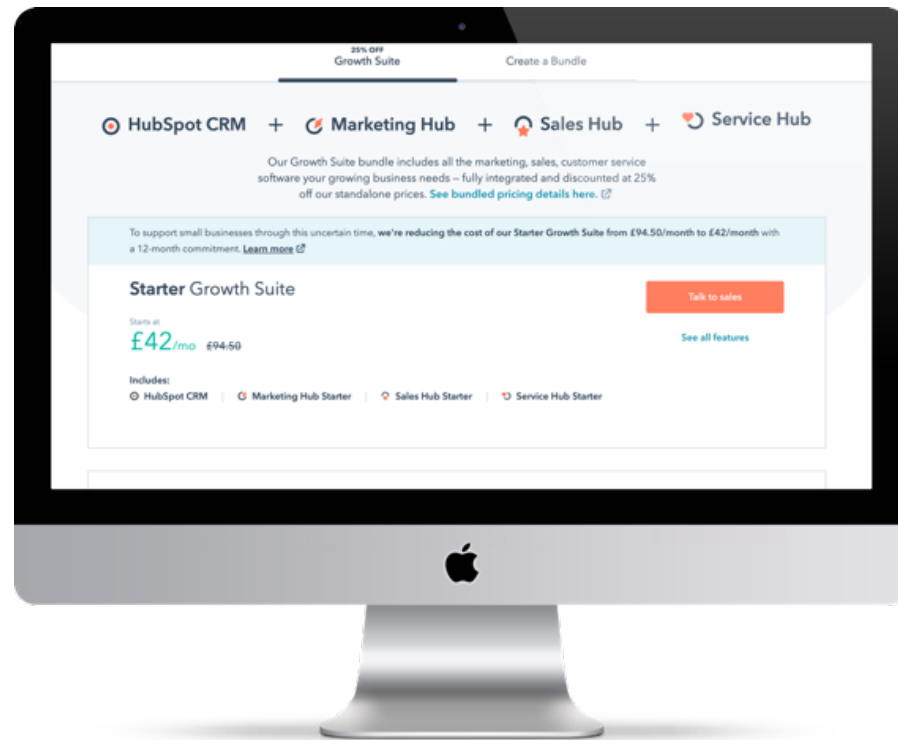 25% OFF
Growth Suite
Create a Bundle
HubSpot CRM + Marketing Hub + Sales Hub + Service Hub
Our Growth Suite bundle includes all the marketing, sales, customer service
software your growing business needs – fully integrated and discounted at 25%
off our standalone prices. See bundled pricing details here.
To support small businesses through this uncertain time, we're reducing the cost of our Starter Growth Suite from £94.50/month to £42/month with
a 12-month commitment. Learn more
Starter Growth Suite
Talk to sales
Starts at
£42/mo £94.50
See all features
Includes:
HubSpot CRM | Marketing Hub Starter | Sales Hub Starter | Service Hub Starter